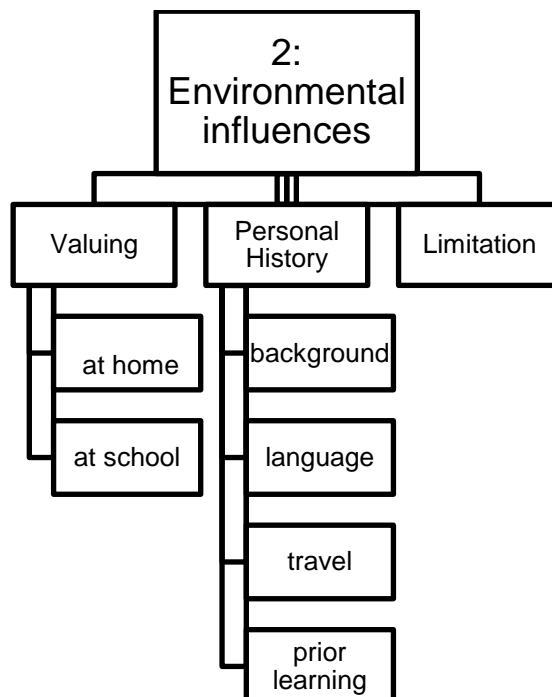 2:
Environmental
influences
Valuing
Personal
History
Limitation
at home
at school
background
language
travel
prior
learning